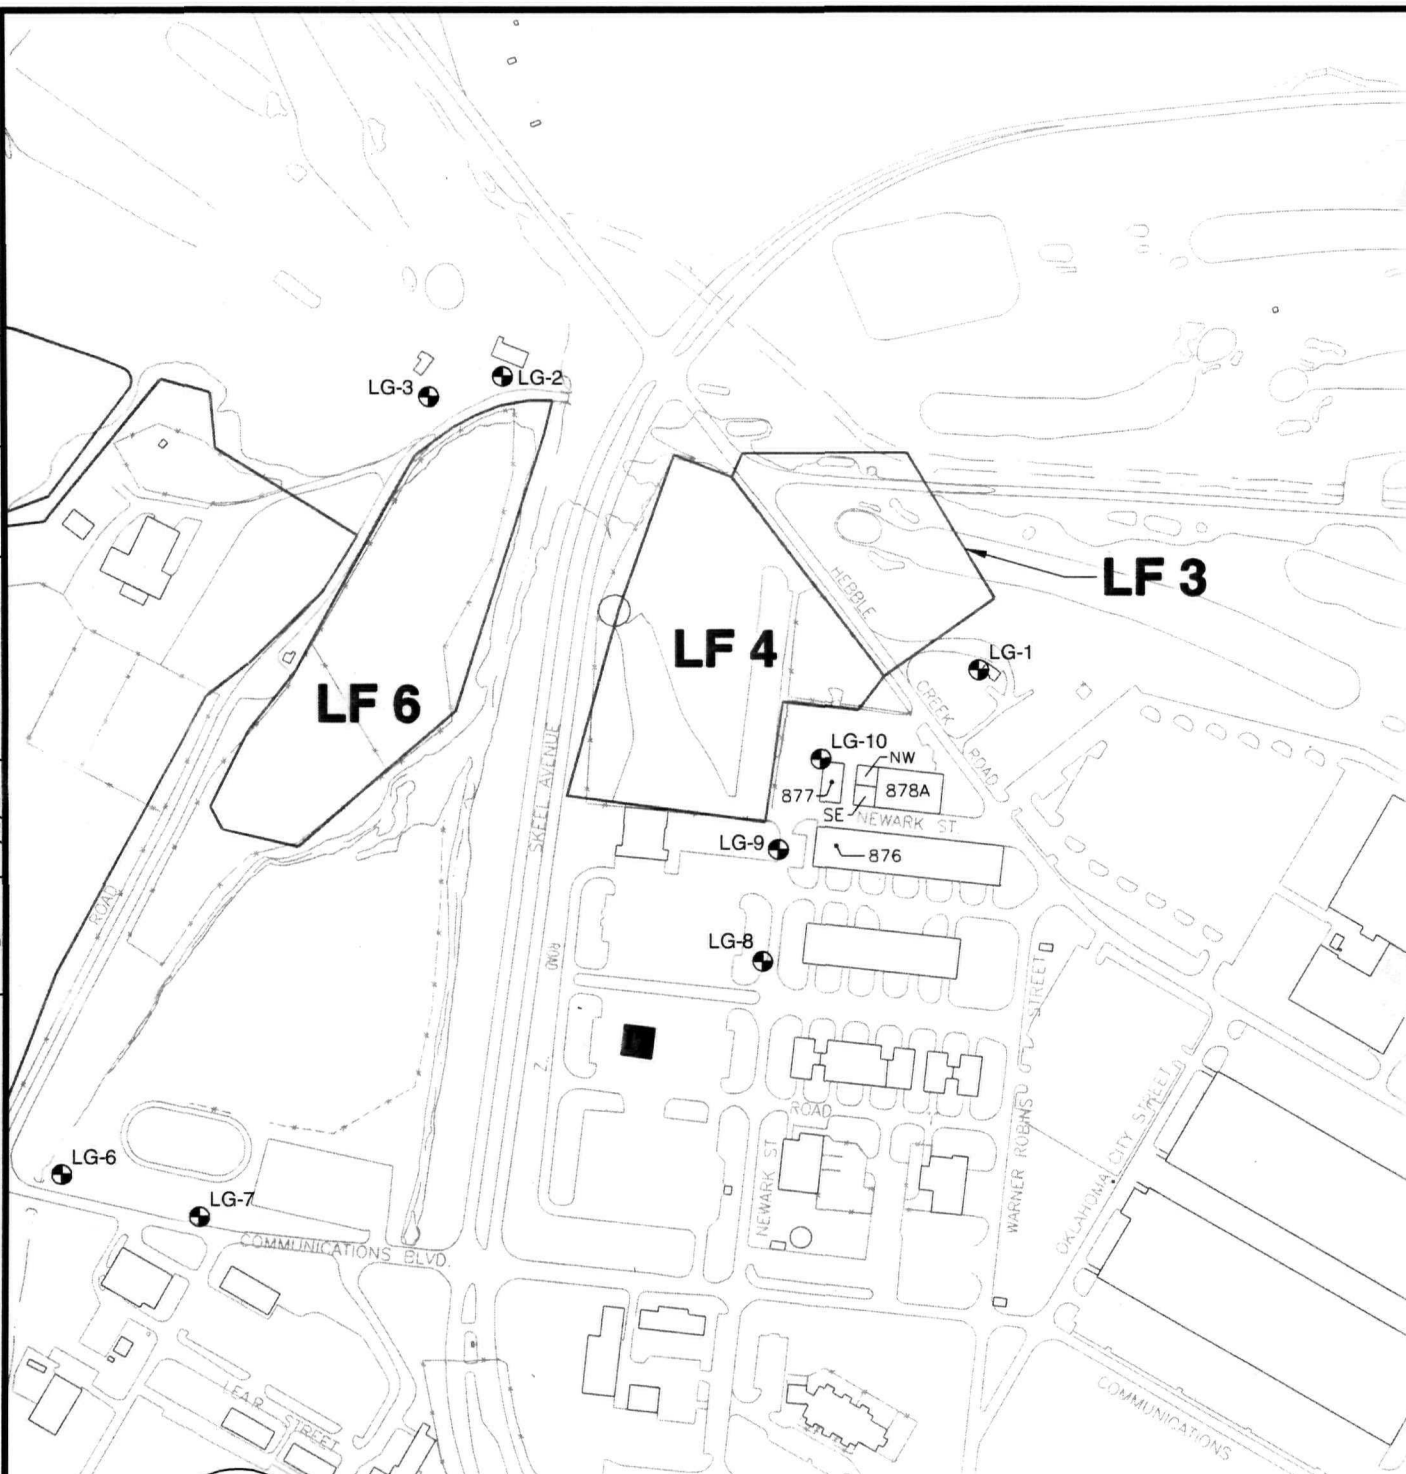 LG-3
LG-2
LF 3
HEBBLE
LF 4
LG-1
LF 6
CREEK
SKEEL AVENUE
LG-10
NW
ROAD
877
878A
SE
NEWARK ST
LG-9
876
ROAD
LG-8
ROAD
STREET
Z
ROAD
WARNER ROBINS
OKLAHOMA CITY STREET
NEWARK ST
LG-6
LG-7
COMMUNICATIONS BLVD.
LEAR STREET
COMMUNICATIONS